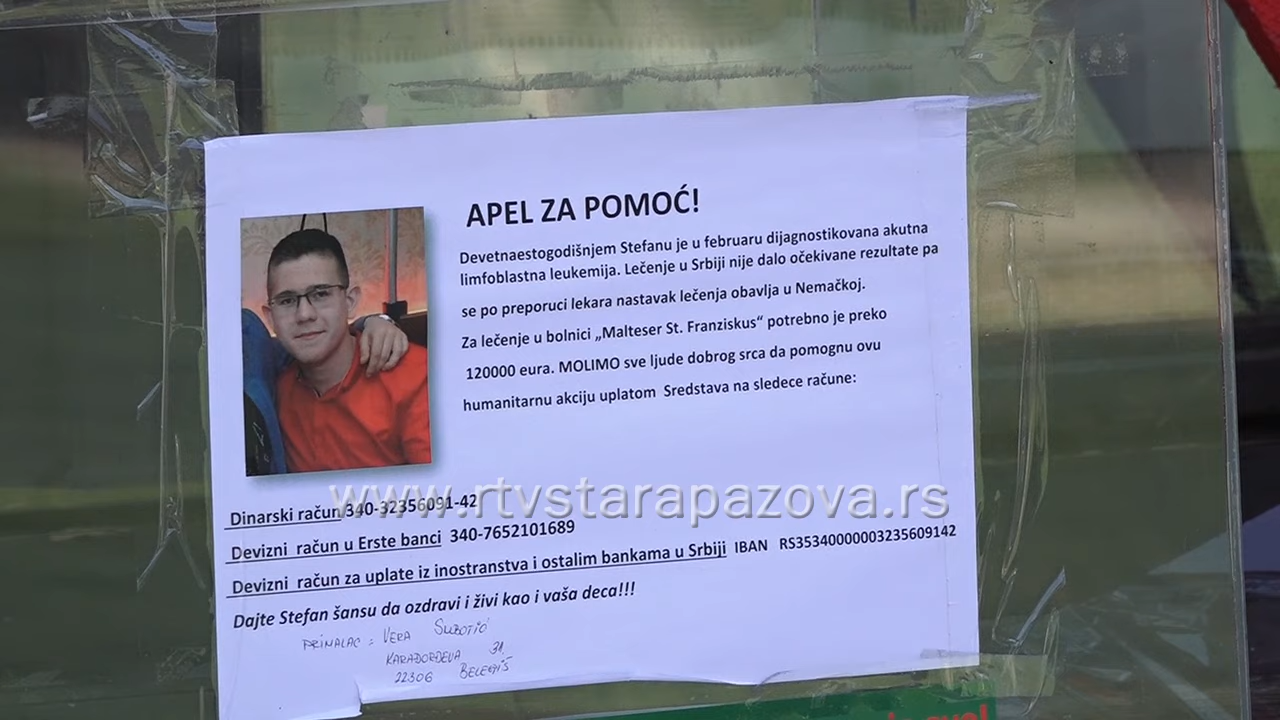 APEL ZA POMOĆ!
Devetnaestogodišnjem Stefanu je u februaru dijagnostikovana akutna
limfoblastna leukemija. Lečenje u Srbiji nije dalo očekivane rezultate pa
se po preporuci lekara nastavak lečenja obavlja u Nemačkoj.
Za lečenje u bolnici „Malteser St. Franziskus“ potrebno je preko
120000 eura. MOLIMO sve ljude dobrog srca da pomognu ovu
humanitarnu akciju uplatom Sredstava na sledece račune:
www.rtvstarapazova.rs
Dinarski račun 340-32356091-42
Devizni račun u Erste banci 340-7652101689
Devizni račun za uplate iz inostranstva i ostalim bankama u Srbiji IBAN RS35340000003235609142
Dajte Stefan šansu da ozdravi i živi kao i vaša deca!!!
PRIMALAC: VERA SUBOTIĆ
KARAĐORĐEVA 31,
22306 BELEGIŠ